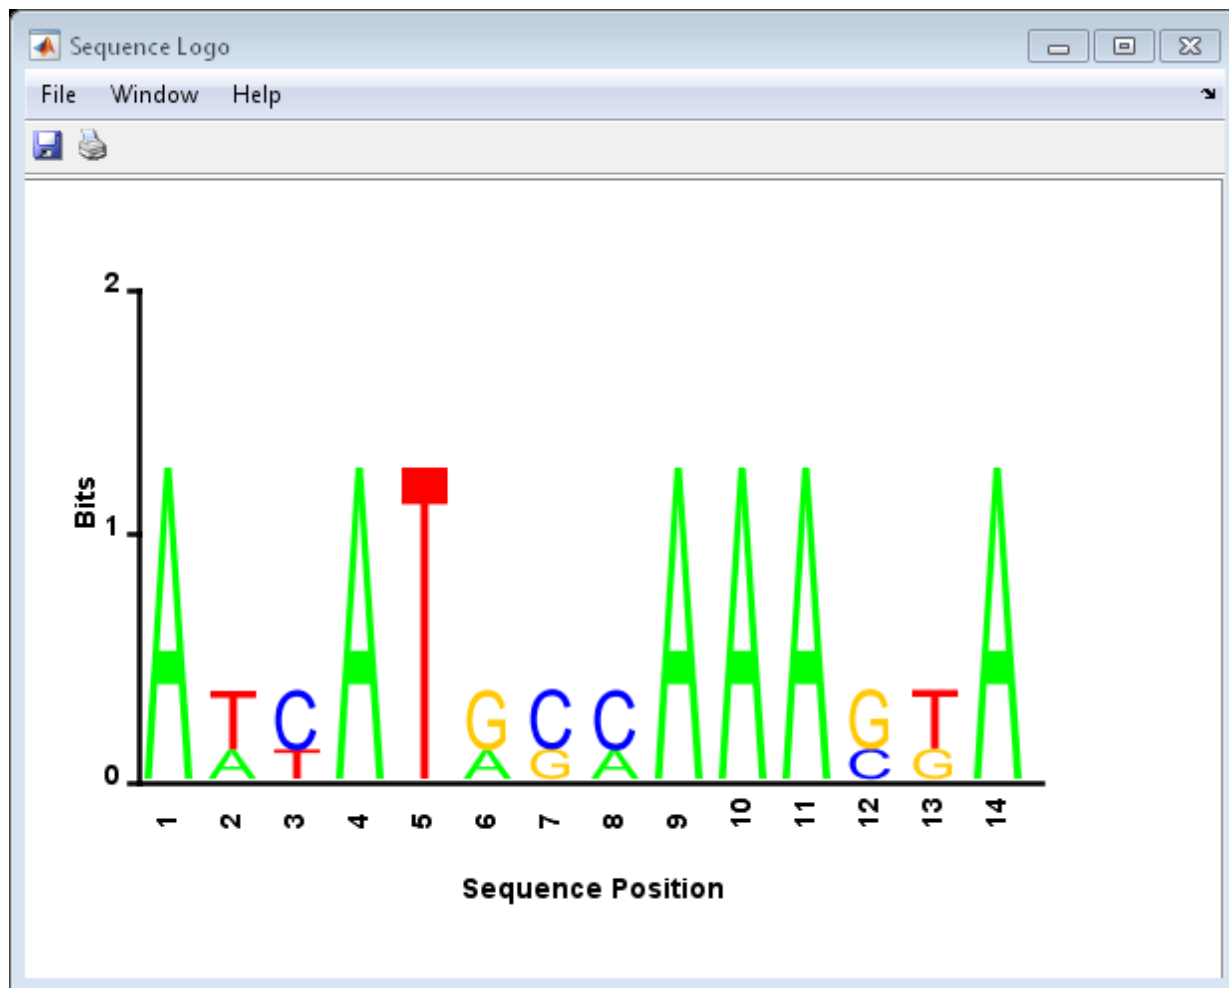 Sequence Logo
File Window Help
2
Bits
1
0
A T C A T G C C A A A G T A
A T A G A C G
1 2 3 4 5 6 7 8 9 10 11 12 13 14
Sequence Position